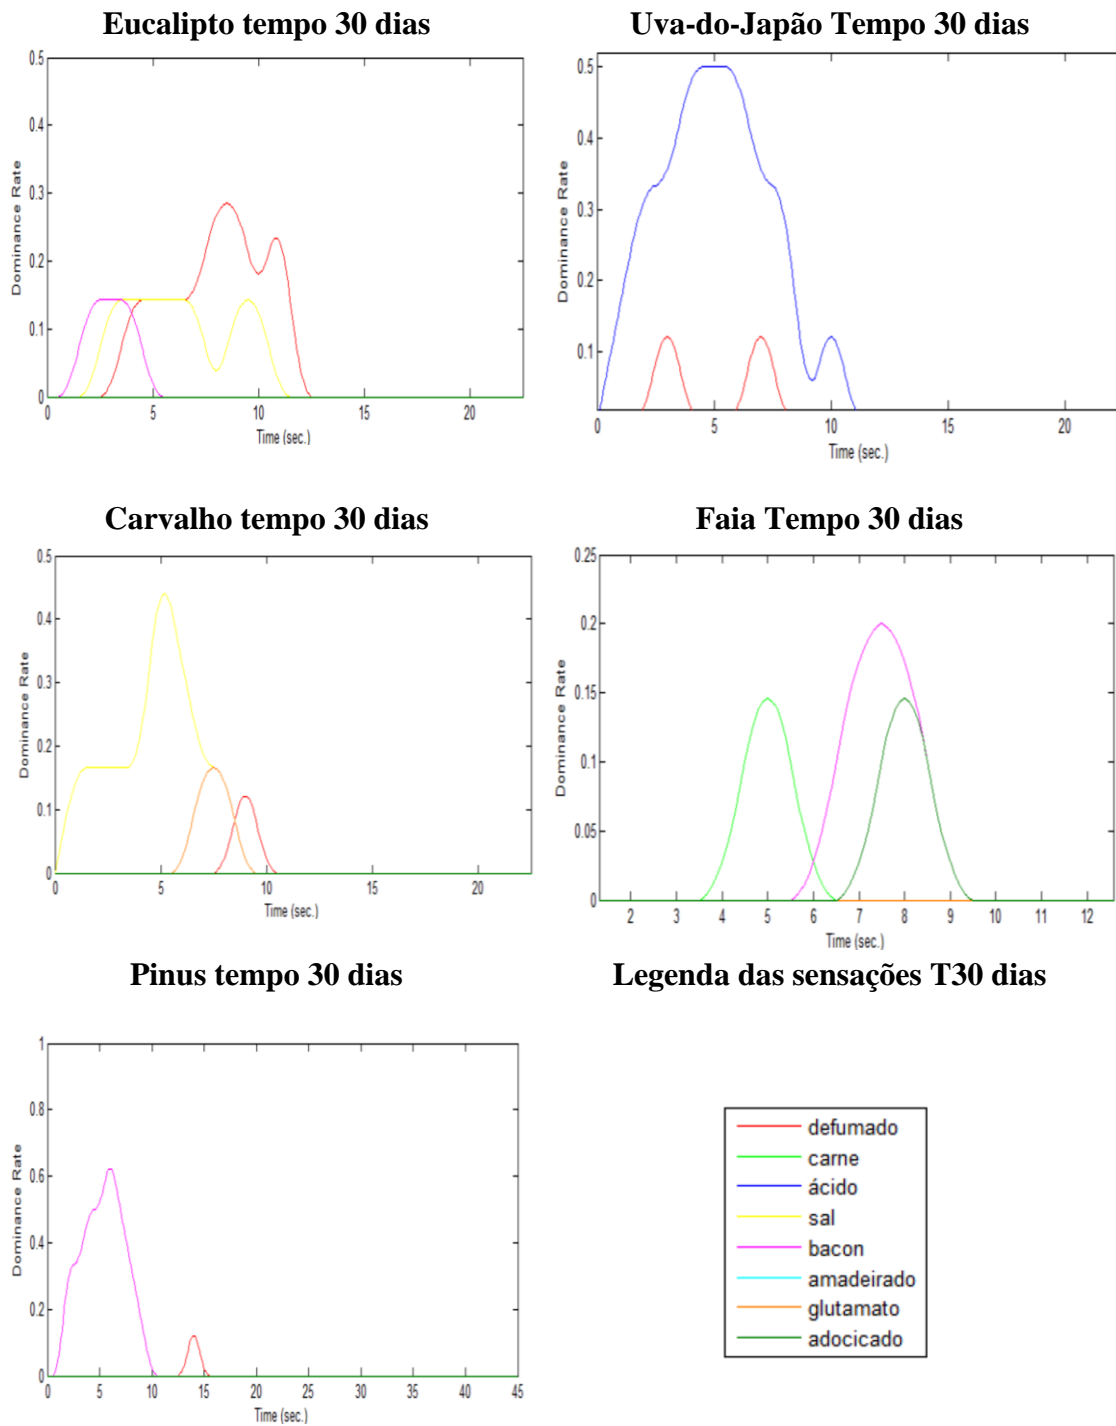 Eucalipto tempo 30 dias
0.5
0.4
0.3
0.2
0.1
0
Dominance Rate
0 5 10 15 20
Time (sec.)
Uva-do-Japão Tempo 30 dias
0.5
0.4
0.3
0.2
0.1
Dominance Rate
0 5 10 15 20
Time (sec.)
Carvalho tempo 30 dias
0.5
0.4
0.3
0.2
0.1
0
Dominance Rate
0 5 10 15 20
Time (sec.)
Faia Tempo 30 dias
0.25
0.2
0.15
0.1
0.05
0
Dominance Rate
2 3 4 5 6 7 8 9 10 11 12
Time (sec.)
Pinus tempo 30 dias
1
0.8
0.6
0.4
0.2
0
Dominance Rate
0 5 10 15 20 25 30 35 40 45
Time (sec.)
Legenda das sensações T30 dias
defumado
carne
ácido
sal
bacon
amadeirado
glutamato
adocicado